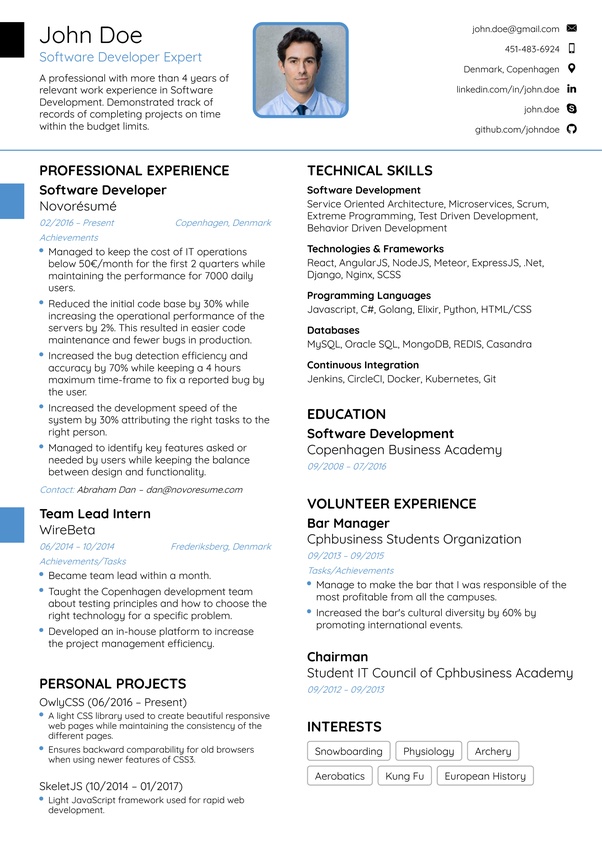 John Doe
Software Developer Expert
A professional with more than 4 years of
relevant work experience in Software
Development. Demonstrated track of
records of completing projects on time
within the budget limits.
john.doe@gmail.com
451-483-6924
Denmark, Copenhagen
linkedin.com/in/john.doe
john.doe
github.com/johndoe
PROFESSIONAL EXPERIENCE
Software Developer
Novorésumé
02/2016 – Present Copenhagen, Denmark
Achievements
Managed to keep the cost of IT operations
below 50€/month for the first 2 quarters while
maintaining the performance for 7000 daily
users.
Reduced the initial code base by 30% while
increasing the operational performance of the
servers by 2%. This resulted in easier code
maintenance and fewer bugs in production.
Increased the bug detection efficiency and
accuracy by 70% while keeping a 4 hours
maximum time-frame to fix a reported bug by
the user.
Increased the development speed of the
system by 30% attributing the right tasks to the
right person.
Managed to identify key features asked or
needed by users while keeping the balance
between design and functionality.
Contact: Abraham Dan – dan@novoresume.com
Team Lead Intern
WireBeta
06/2014 – 10/2014 Frederiksberg, Denmark
Achievements/Tasks
Became team lead within a month.
Taught the Copenhagen development team
about testing principles and how to choose the
right technology for a specific problem.
Developed an in-house platform to increase
the project management efficiency.
PERSONAL PROJECTS
OwlyCSS (06/2016 – Present)
A light CSS library used to create beautiful responsive
web pages while maintaining the consistency of the
different pages.
Ensures backward comparability for old browsers
when using newer features of CSS3.
SkeletJS (10/2014 – 01/2017)
Light JavaScript framework used for rapid web
development.
TECHNICAL SKILLS
Software Development
Service Oriented Architecture, Microservices, Scrum,
Extreme Programming, Test Driven Development,
Behavior Driven Development
Technologies & Frameworks
React, AngularJS, NodeJS, Meteor, ExpressJS, .Net,
Django, Nginx, SCSS
Programming Languages
Javascript, C#, Golang, Elixir, Python, HTML/CSS
Databases
MySQL, Oracle SQL, MongoDB, REDIS, Casandra
Continuous Integration
Jenkins, CircleCI, Docker, Kubernetes, Git
EDUCATION
Software Development
Copenhagen Business Academy
09/2008 – 07/2016
VOLUNTEER EXPERIENCE
Bar Manager
Cphbusiness Students Organization
09/2013 – 09/2015
Tasks/Achievements
Manage to make the bar that I was responsible of the
most profitable from all the campuses.
Increased the bar's cultural diversity by 60% by
promoting international events.
Chairman
Student IT Council of Cphbusiness Academy
09/2012 – 09/2013
INTERESTS
Snowboarding Physiology Archery
Aerobatics Kung Fu European History